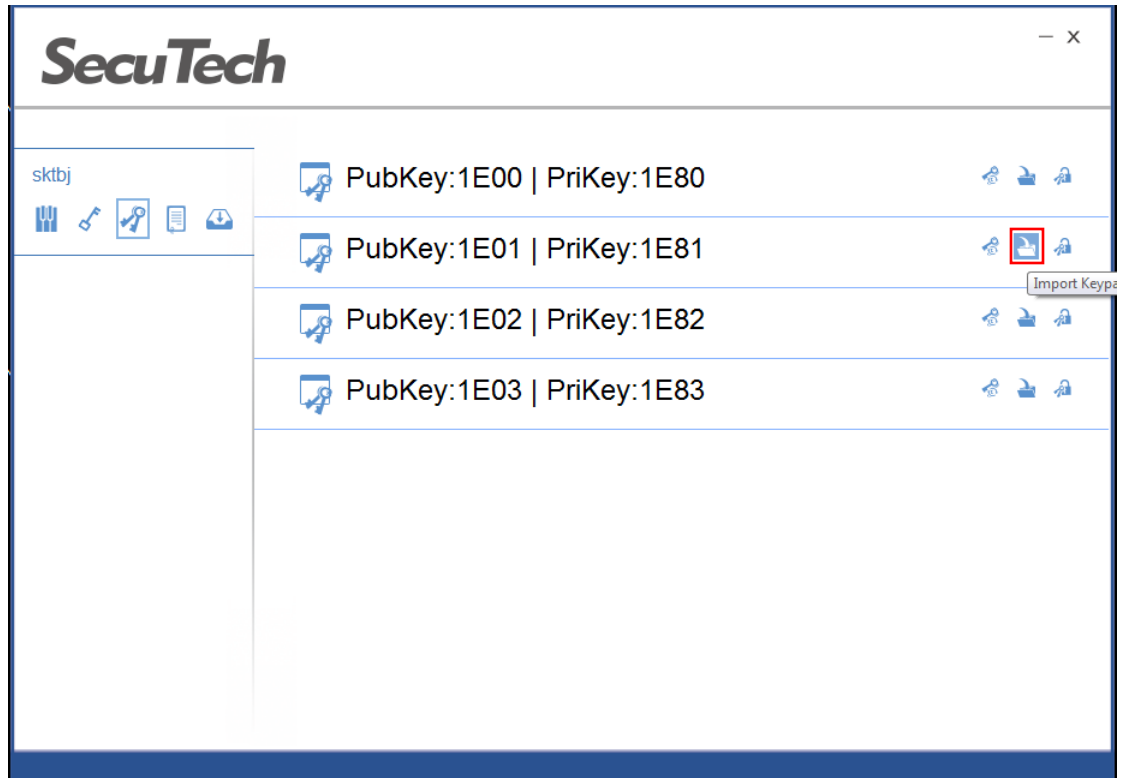 SecuTech
sktbj
PubKey:1E00 | PriKey:1E80
PubKey:1E01 | PriKey:1E81
Import Keypa
PubKey:1E02 | PriKey:1E82
PubKey:1E03 | PriKey:1E83